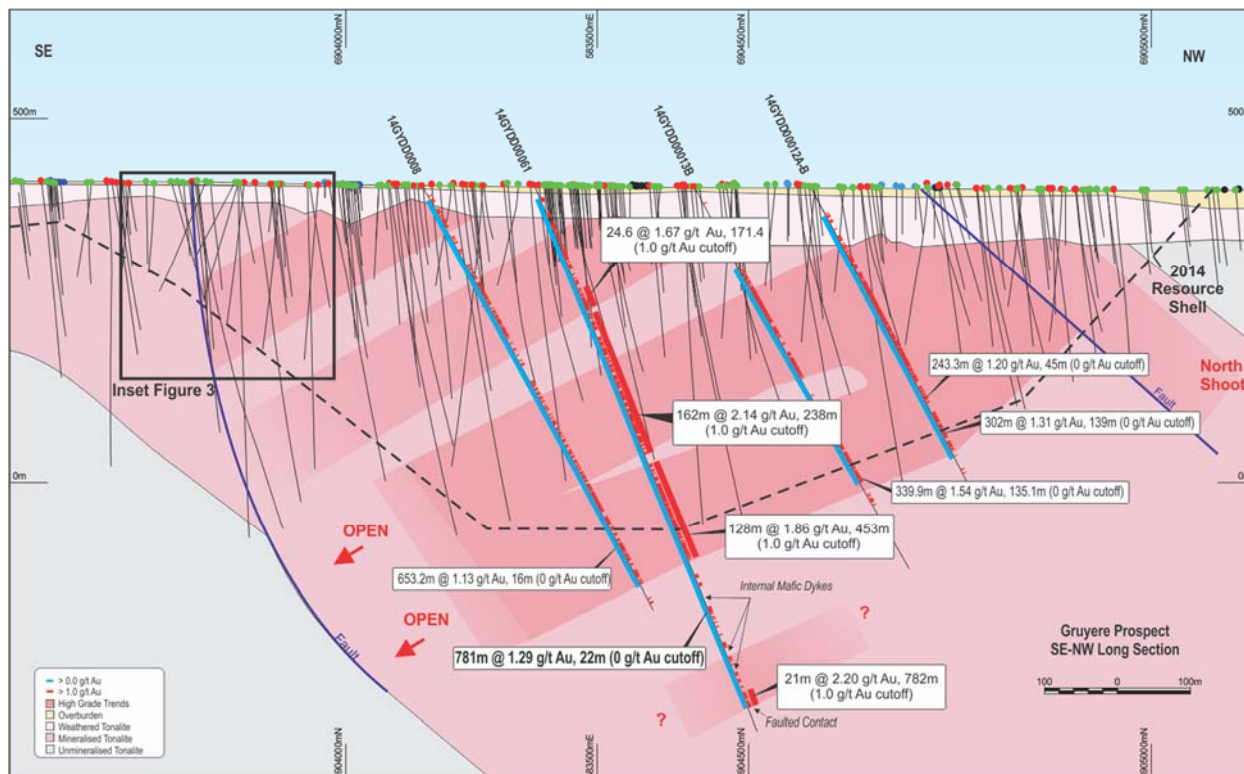 6904000mN
583500mE
6904500mN
6905000mN
SE
NW
500m
500
14GYDD0008
14GYDD00061
14GYDD00013B
14GYDD00012A-B
24.6 @ 1.67 g/t Au, 171.4
(1.0 g/t Au cutoff)
2014
Resource
Shell
Inset Figure 3
243.3m @ 1.20 g/t Au, 45m (0 g/t Au cutoff)
North
Shoot
Fault
162m @ 2.14 g/t Au, 238m
(1.0 g/t Au cutoff)
302m @ 1.31 g/t Au, 139m (0 g/t Au cutoff)
0m
0
339.9m @ 1.54 g/t Au, 135.1m (0 g/t Au cutoff)
OPEN
128m @ 1.86 g/t Au, 453m
(1.0 g/t Au cutoff)
653.2m @ 1.13 g/t Au, 16m (0 g/t Au cutoff)
Internal Mafic Dykes
?
OPEN
Fault
781m @ 1.29 g/t Au, 22m (0 g/t Au cutoff)
Gruyere Prospect
SE-NW Long Section
21m @ 2.20 g/t Au, 782m
(1.0 g/t Au cutoff)
100 0 100m
?
Faulted Contact
> 0.0 g/t Au
> 1.0 g/t Au
High Grade Trends
Overburden
Weathered Tonalite
Mineralised Tonalite
Unmineralised Tonalite
6904000mN
583500mE
6904500mN
6905000mN